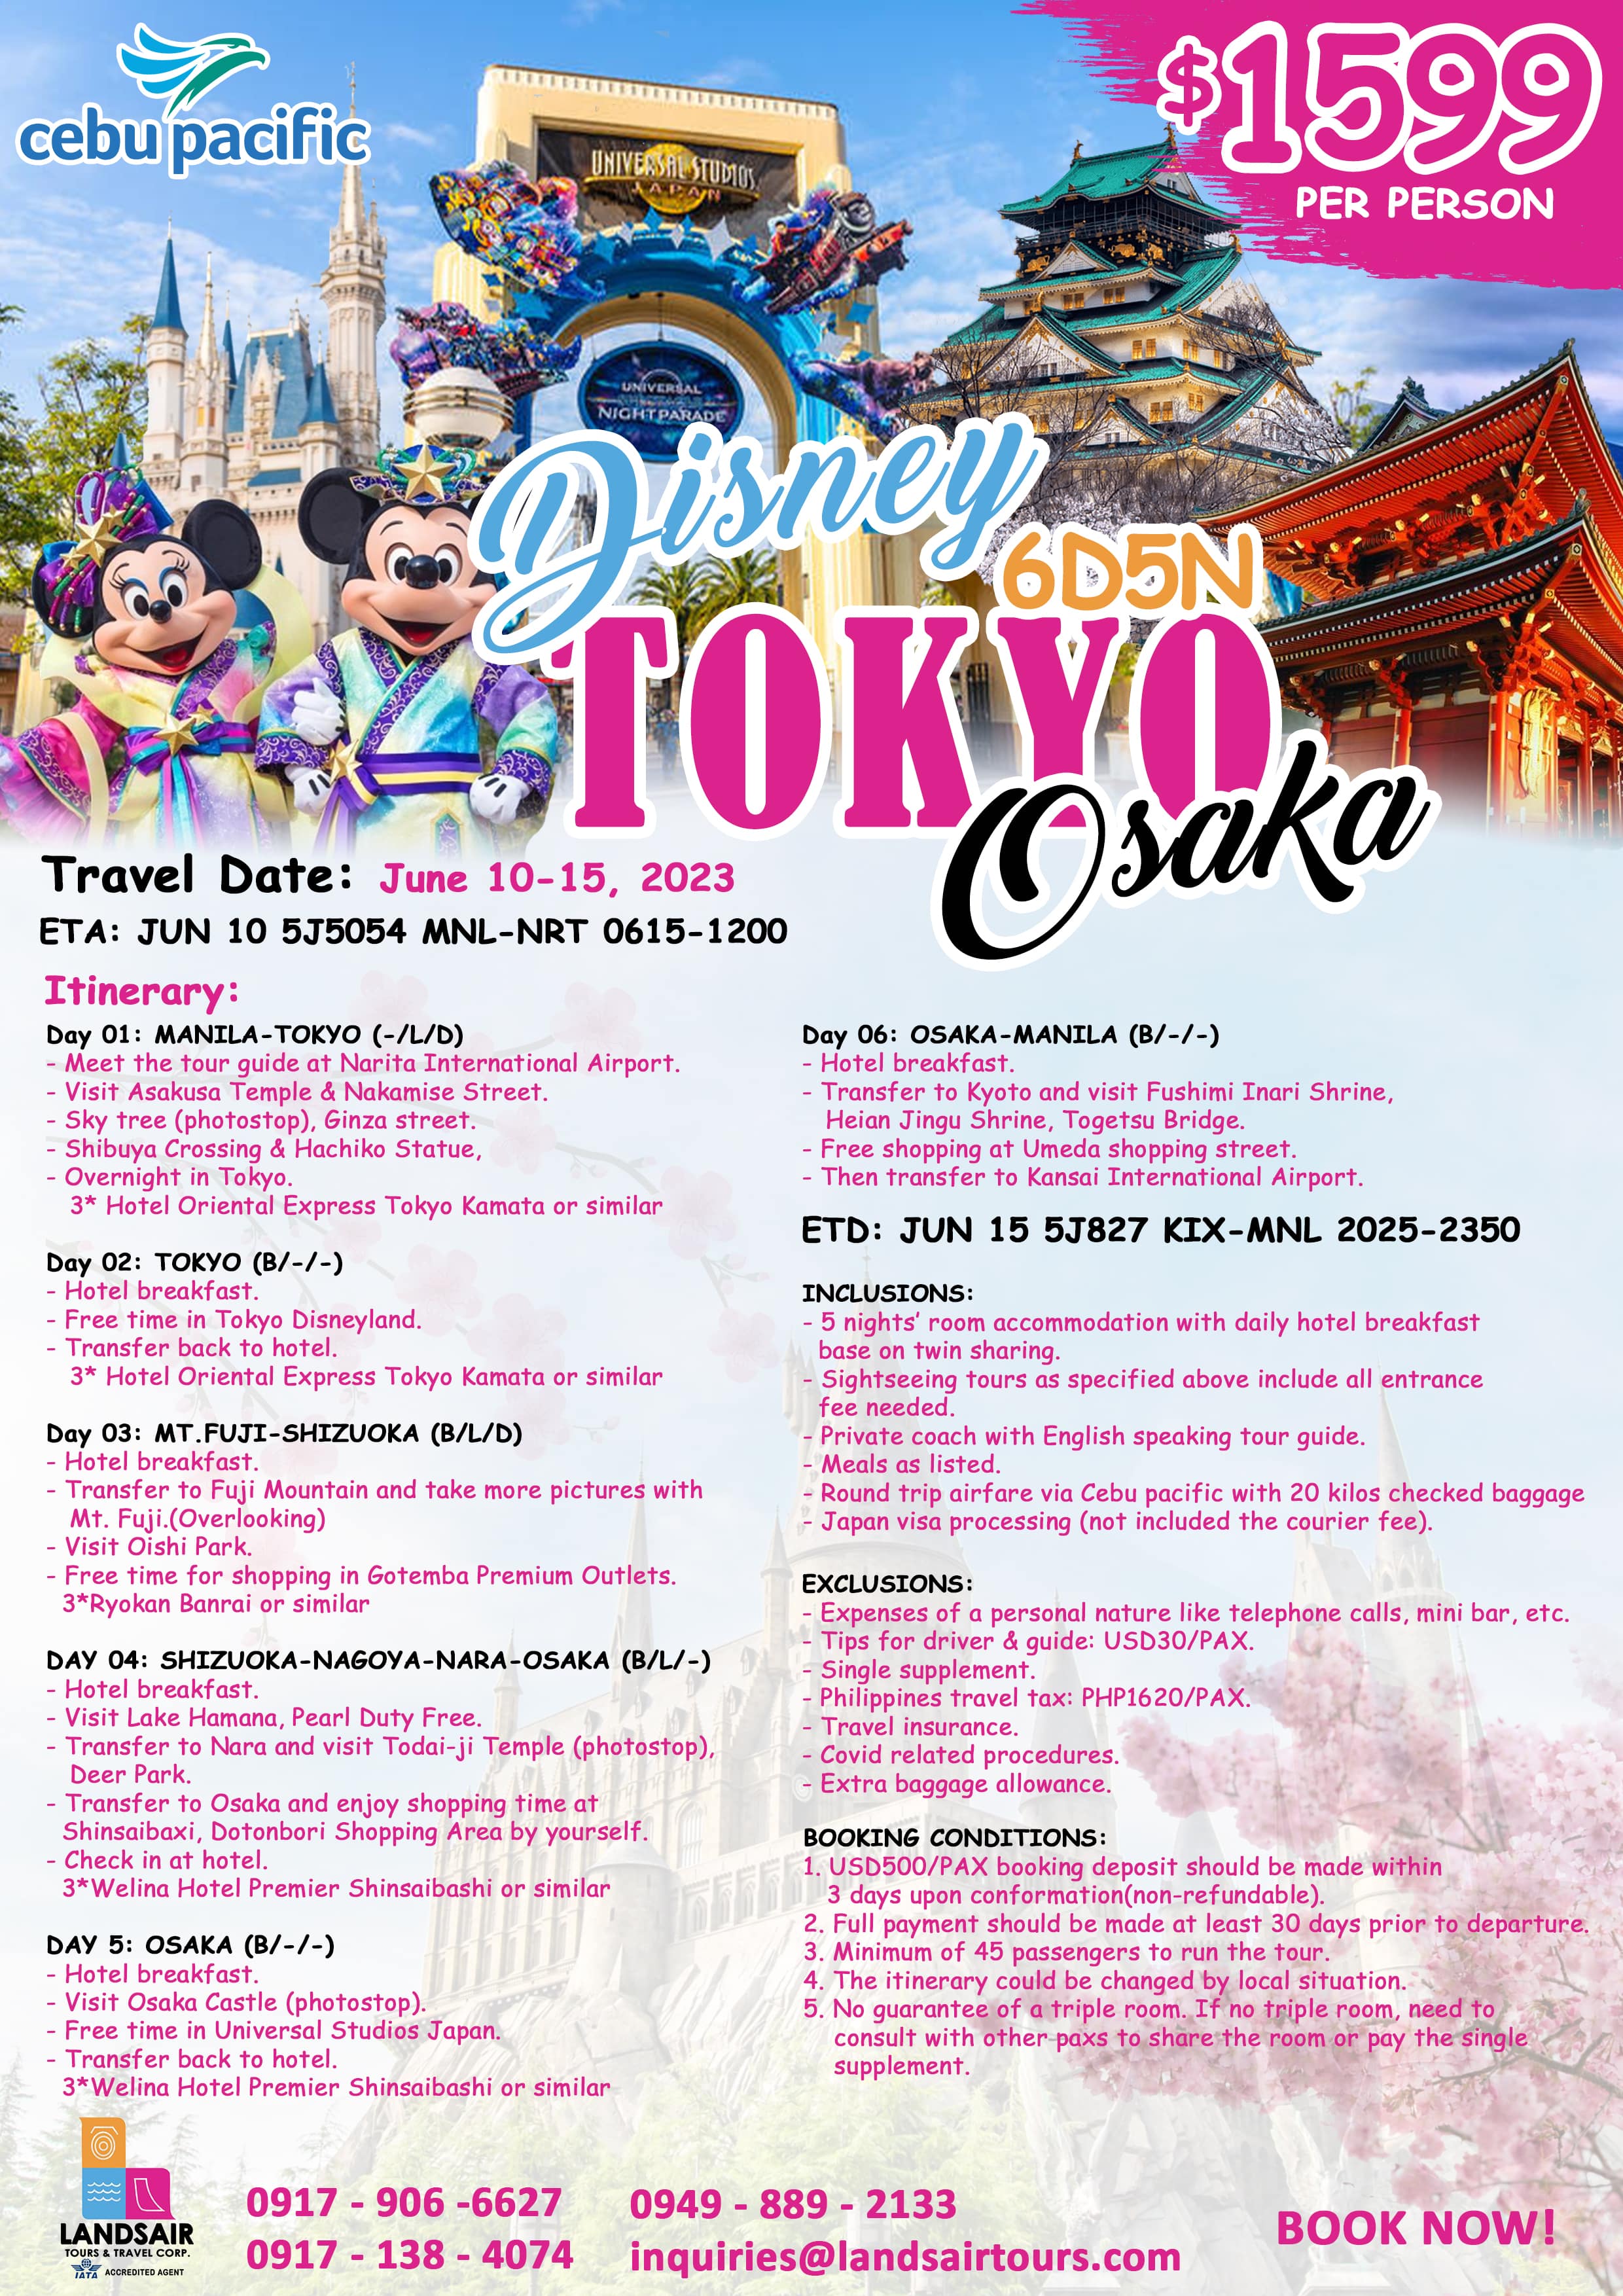 cebu pacific
$1599
PER PERSON
UNIVERSAL STUDIOS
JAPAN
UNIVERSAL
NIGHT PARADE
Disney
6D5N
TOKYO
Osaka
Travel Date: June 10-15, 2023
ETA: JUN 10 5J5054 MNL-NRT 0615-1200
Itinerary:
Day 01: MANILA-TOKYO (-/L/D)
- Meet the tour guide at Narita International Airport.
- Visit Asakusa Temple & Nakamise Street.
- Sky tree (photostop), Ginza street.
- Shibuya Crossing & Hachiko Statue,
- Overnight in Tokyo.
3* Hotel Oriental Express Tokyo Kamata or similar
Day 02: TOKYO (B/-/-)
- Hotel breakfast.
- Free time in Tokyo Disneyland.
- Transfer back to hotel.
3* Hotel Oriental Express Tokyo Kamata or similar
Day 03: MT.FUJI-SHIZUOKA (B/L/D)
- Hotel breakfast.
- Transfer to Fuji Mountain and take more pictures with
Mt. Fuji.(Overlooking)
- Visit Oishi Park.
- Free time for shopping in Gotemba Premium Outlets.
3*Ryokan Banrai or similar
DAY 04: SHIZUOKA-NAGOYA-NARA-OSAKA (B/L/-)
- Hotel breakfast.
- Visit Lake Hamana, Pearl Duty Free.
- Transfer to Nara and visit Todai-ji Temple (photostop),
Deer Park.
- Transfer to Osaka and enjoy shopping time at
Shinsaibaxi, Dotonbori Shopping Area by yourself.
- Check in at hotel.
3*Welina Hotel Premier Shinsaibashi or similar
DAY 5: OSAKA (B/-/-)
- Hotel breakfast.
- Visit Osaka Castle (photostop).
- Free time in Universal Studios Japan.
- Transfer back to hotel.
3*Welina Hotel Premier Shinsaibashi or similar
Day 06: OSAKA-MANILA (B/-/-)
- Hotel breakfast.
- Transfer to Kyoto and visit Fushimi Inari Shrine,
Heian Jingu Shrine, Togetsu Bridge.
- Free shopping at Umeda shopping street.
- Then transfer to Kansai International Airport.
ETD: JUN 15 5J827 KIX-MNL 2025-2350
INCLUSIONS:
- 5 nights' room accommodation with daily hotel breakfast
base on twin sharing.
- Sightseeing tours as specified above include all entrance
fee needed.
- Private coach with English speaking tour guide.
- Meals as listed.
- Round trip airfare via Cebu pacific with 20 kilos checked baggage
- Japan visa processing (not included the courier fee).
EXCLUSIONS:
- Expenses of a personal nature like telephone calls, mini bar, etc.
- Tips for driver & guide: USD30/PAX.
- Single supplement.
- Philippines travel tax: PHP1620/PAX.
- Travel insurance.
- Covid related procedures.
- Extra baggage allowance.
BOOKING CONDITIONS:
1. USD500/PAX booking deposit should be made within
3 days upon conformation(non-refundable).
2. Full payment should be made at least 30 days prior to departure.
3. Minimum of 45 passengers to run the tour.
4. The itinerary could be changed by local situation.
5. No guarantee of a triple room. If no triple room, need to
consult with other paxs to share the room or pay the single
supplement.
LANDSAIR
TOURS & TRAVEL CORP.
IATA ACCREDITED AGENT
0917 - 906 -6627
0917 - 138 - 4074
0949 - 889 - 2133
inquiries@landsairtours.com
BOOK NOW!